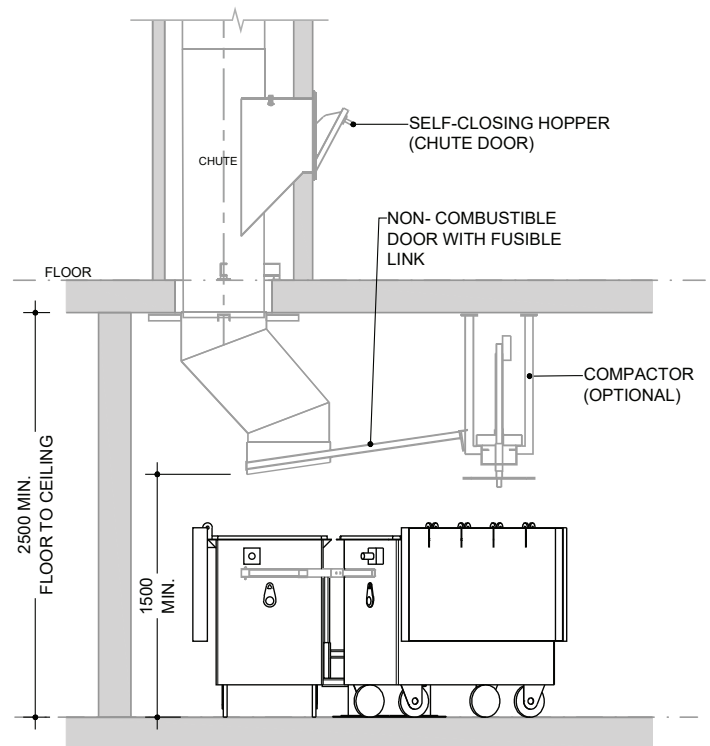 SELF-CLOSING HOPPER
(CHUTE DOOR)
CHUTE
NON- COMBUSTIBLE
DOOR WITH FUSIBLE
LINK
FLOOR
COMPACTOR
(OPTIONAL)
2500 MIN.
FLOOR TO CEILING
1500
MIN.